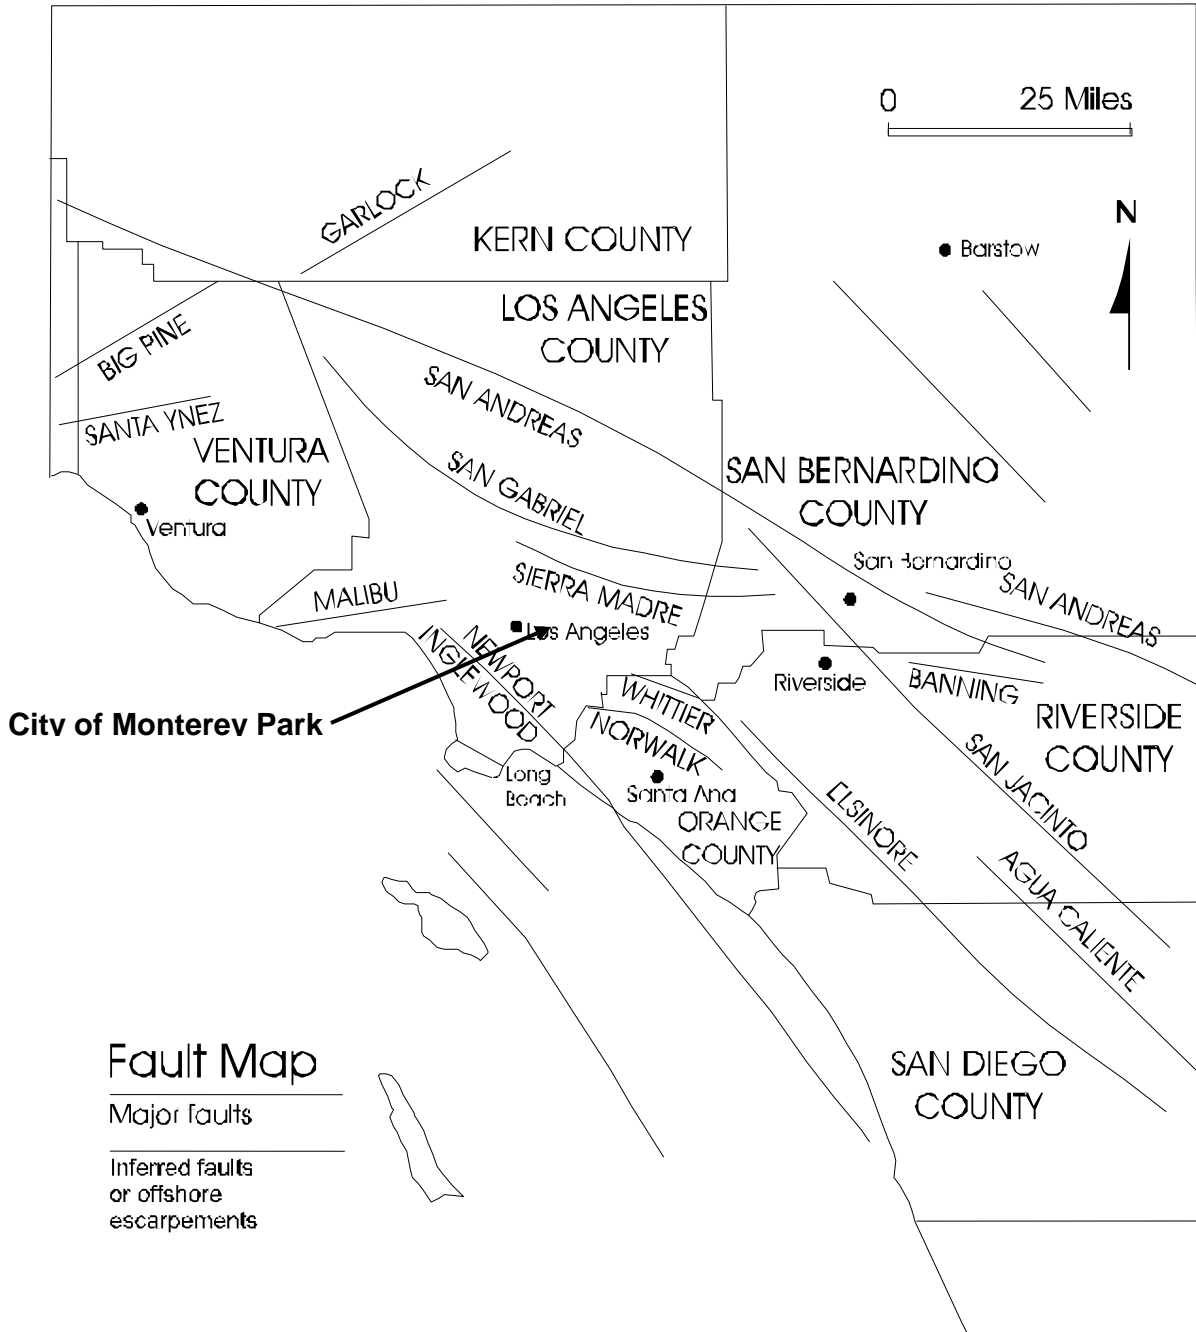 0 25 Miles
N
GARLOCK
KERN COUNTY
Barstow
LOS ANGELES
COUNTY
BIG PINE
SAN ANDREAS
SANTA YNEZ
VENTURA
COUNTY
SAN GABRIEL
SAN BERNARDINO
COUNTY
Ventura
San Bernardino
SIERRA MADRE
SAN ANDREAS
MALIBU
Los Angeles
NEWPORT
INGLEWOOD
Riverside
BANNING
WHITTIER
City of Monterey Park
NORWALK
RIVERSIDE
COUNTY
SAN JACINTO
Long
Beach
Santa Ana
ORANGE
COUNTY
ELSINORE
AGUA CALIENTE
Fault Map
Major faults
Inferred faults
or offshore
escarpements
SAN DIEGO
COUNTY